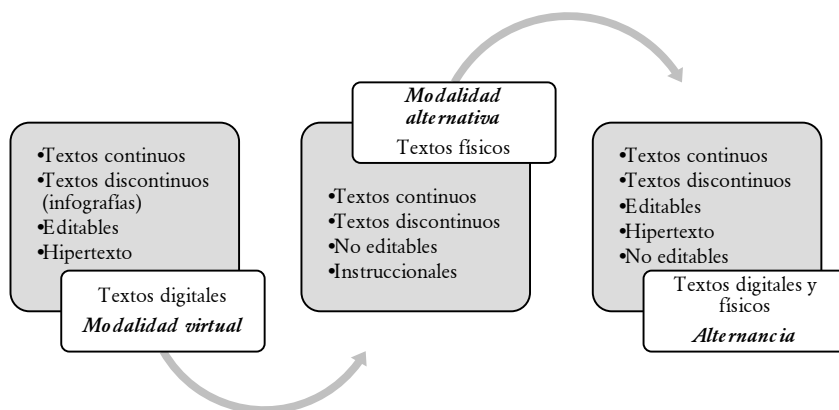 •Textos continuos
•Textos discontinuos
(infografías)
•Editables
•Hipertexto
Textos digitales
Modalidad virtual
Modalidad
alternativa
Textos físicos
•Textos continuos
•Textos discontinuos
•No editables
•Instruccionales
•Textos continuos
•Textos discontinuos
•Editables
•Hipertexto
•No editables
Textos digitales y
físicos
Alternancia